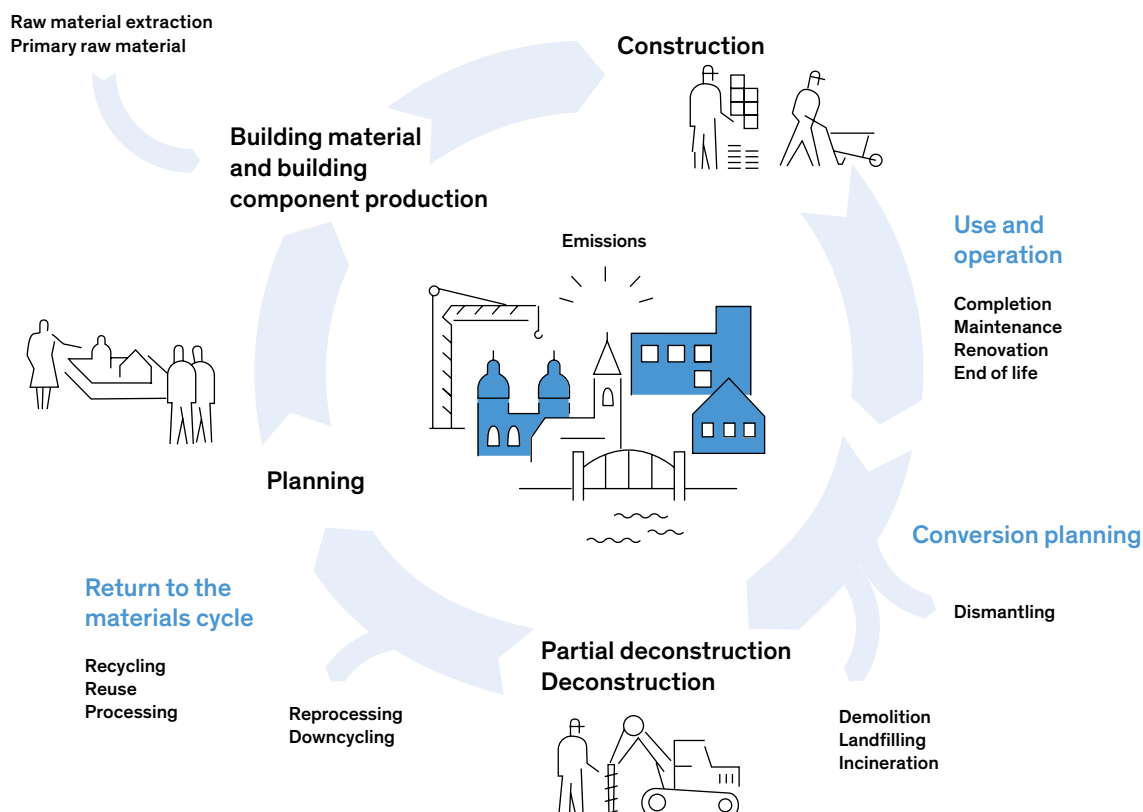 Raw material extraction
Primary raw material
Construction
Building material
and building
component production
Use and
operation
Emissions
Completion
Maintenance
Renovation
End of life
Planning
Conversion planning
Return to the
materials cycle
Dismantling
Partial deconstruction
Deconstruction
Recycling
Reuse
Processing
Reprocessing
Downcycling
Demolition
Landfilling
Incineration